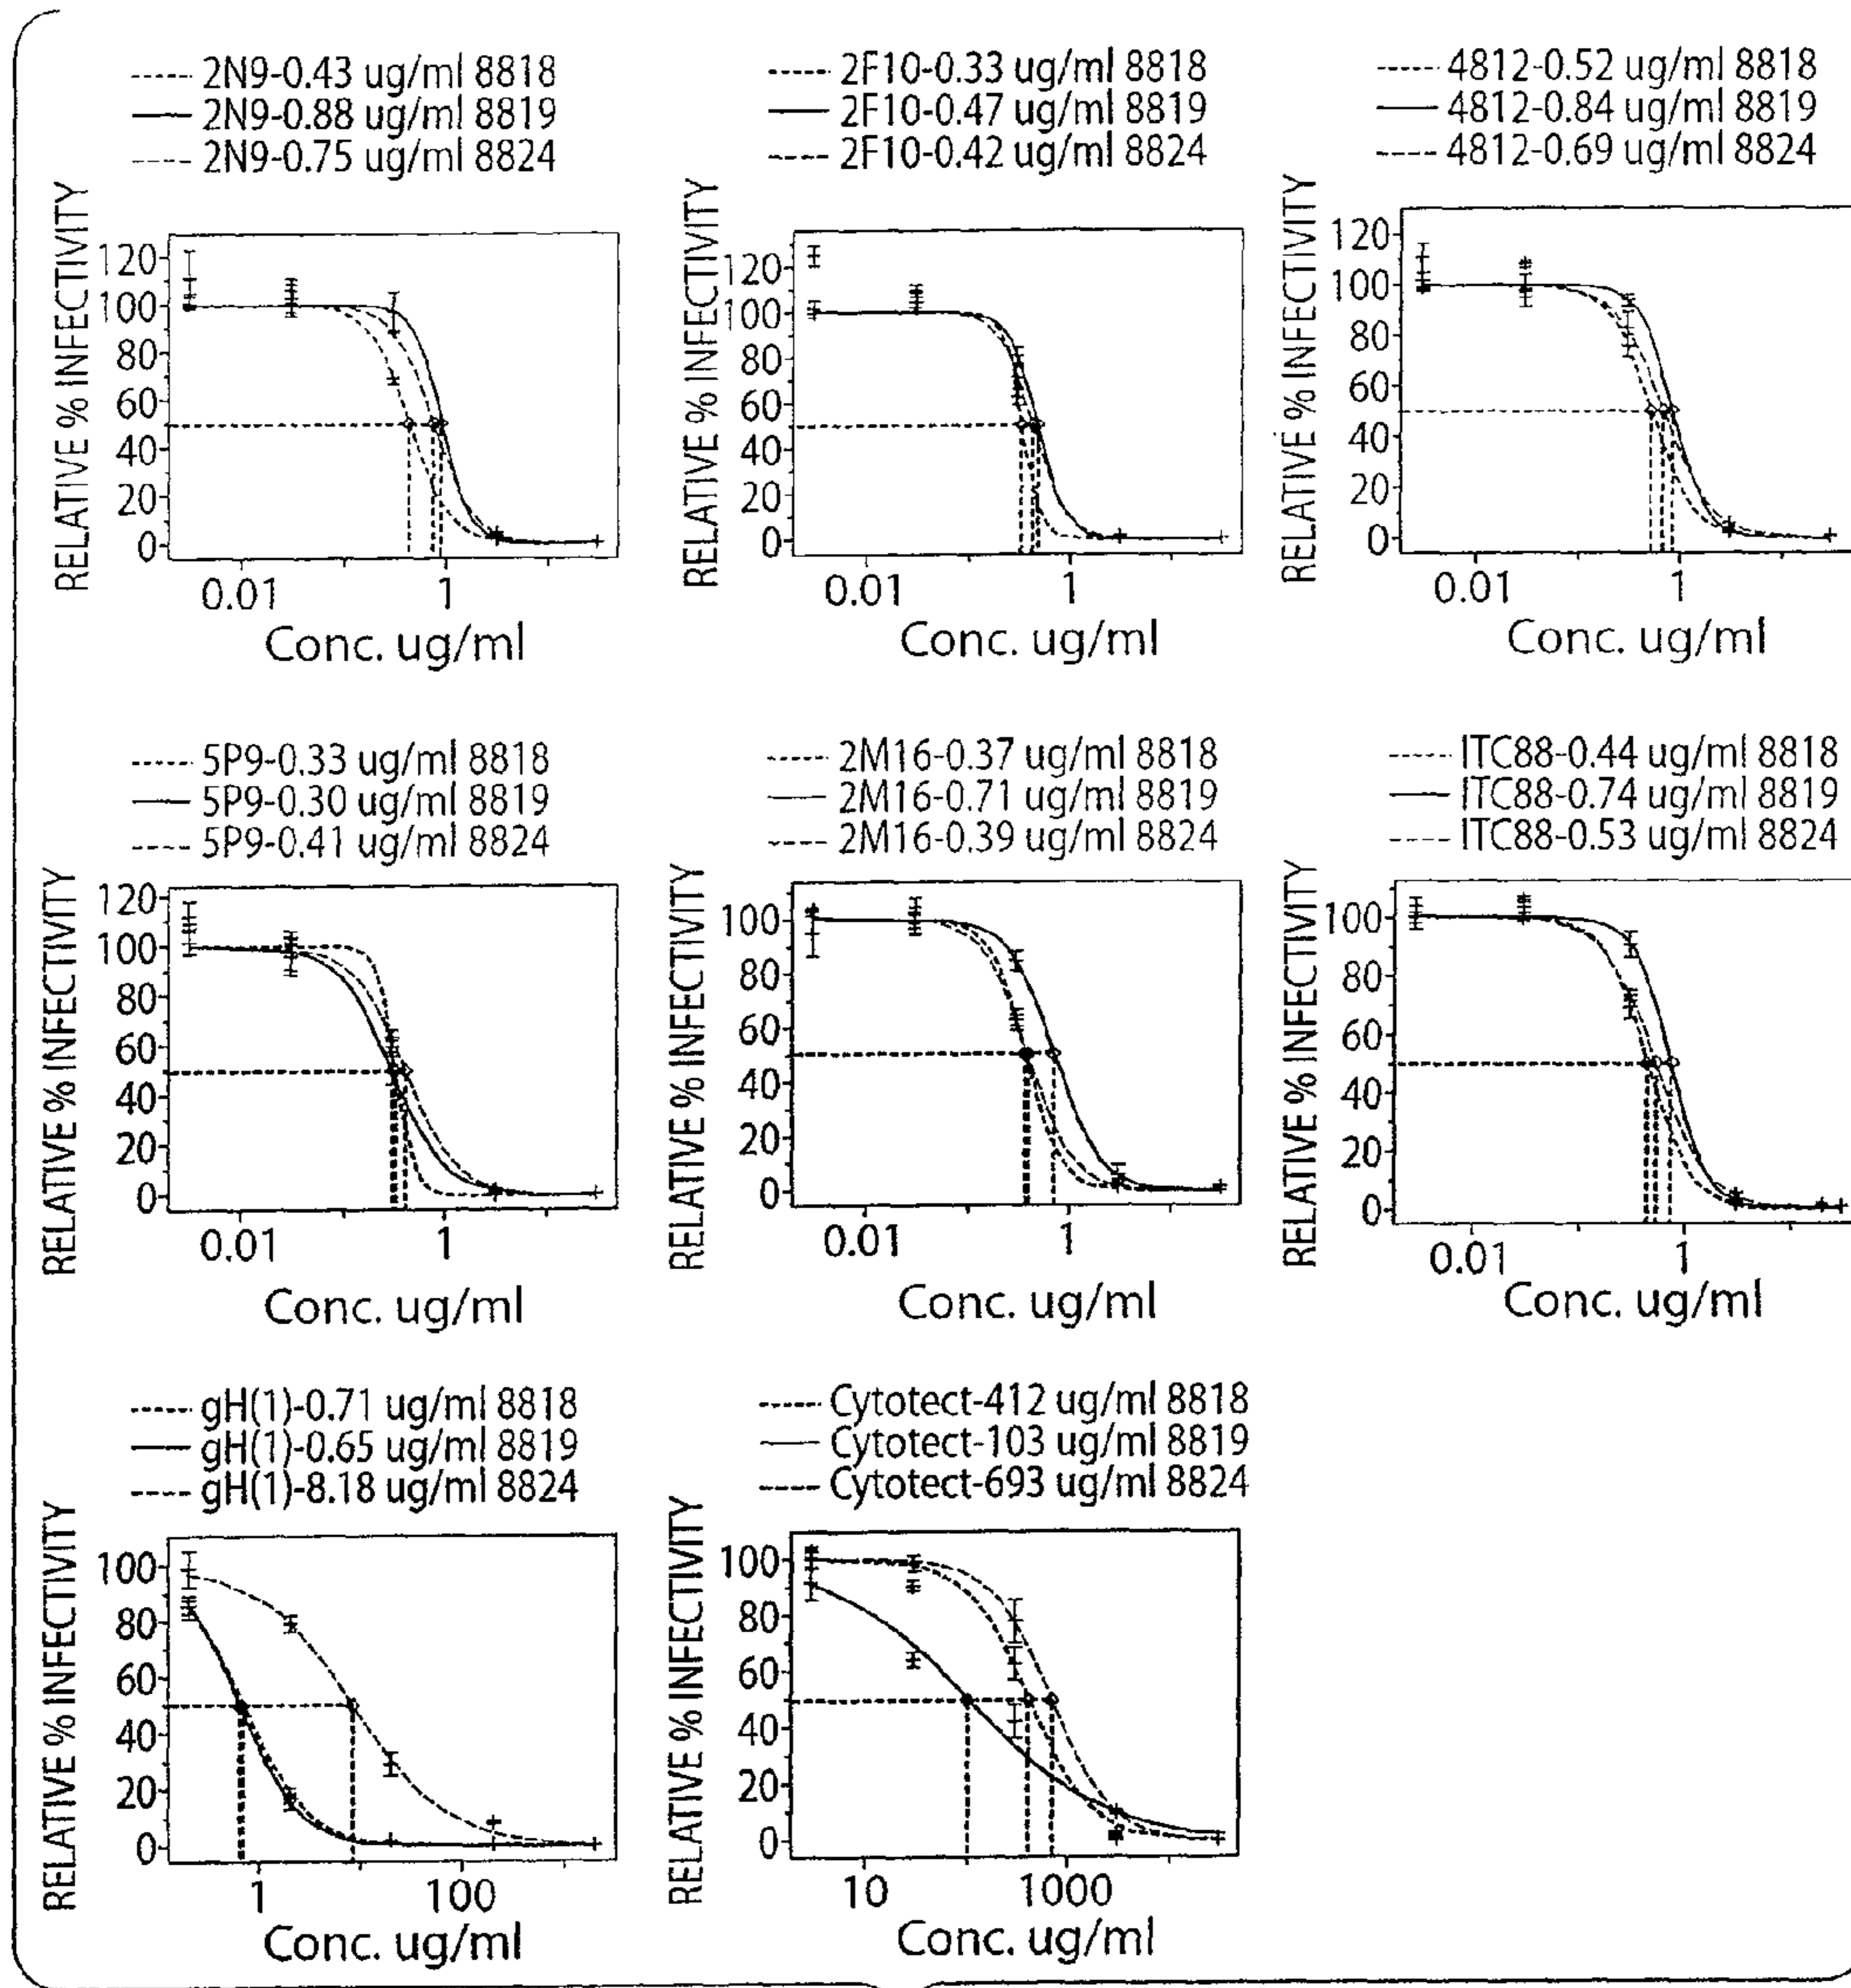 2N9-0.43 ug/ml 8818
2N9-0.88 ug/ml 8819
2N9-0.75 ug/ml 8824
RELATIVE % INFECTIVITY
120
100
80
60
40
20
0
0.01 1
Conc. ug/ml
2F10-0.33 ug/ml 8818
2F10-0.47 ug/ml 8819
2F10-0.42 ug/ml 8824
RELATIVE % INFECTIVITY
120
100
80
60
40
20
0
0.01 1
Conc. ug/ml
4812-0.52 ug/ml 8818
4812-0.84 ug/ml 8819
4812-0.69 ug/ml 8824
RELATIVE % INFECTIVITY
120
100
80
60
40
20
0
0.01 1
Conc. ug/ml
5P9-0.33 ug/ml 8818
5P9-0.30 ug/ml 8819
5P9-0.41 ug/ml 8824
RELATIVE % INFECTIVITY
120
100
80
60
40
20
0
0.01 1
Conc. ug/ml
2M16-0.37 ug/ml 8818
2M16-0.71 ug/ml 8819
2M16-0.39 ug/ml 8824
RELATIVE % INFECTIVITY
100
80
60
40
20
0
0.01 1
Conc. ug/ml
ITC88-0.44 ug/ml 8818
ITC88-0.74 ug/ml 8819
ITC88-0.53 ug/ml 8824
RELATIVE % INFECTIVITY
100
80
60
40
20
0
0.01 1
Conc. ug/ml
gH(1)-0.71 ug/ml 8818
gH(1)-0.65 ug/ml 8819
gH(1)-8.18 ug/ml 8824
RELATIVE % INFECTIVITY
100
80
60
40
20
0
1 100
Conc. ug/ml
Cytotect-412 ug/ml 8818
Cytotect-103 ug/ml 8819
Cytotect-693 ug/ml 8824
RELATIVE % INFECTIVITY
100
80
60
40
20
0
10 1000
Conc. ug/ml